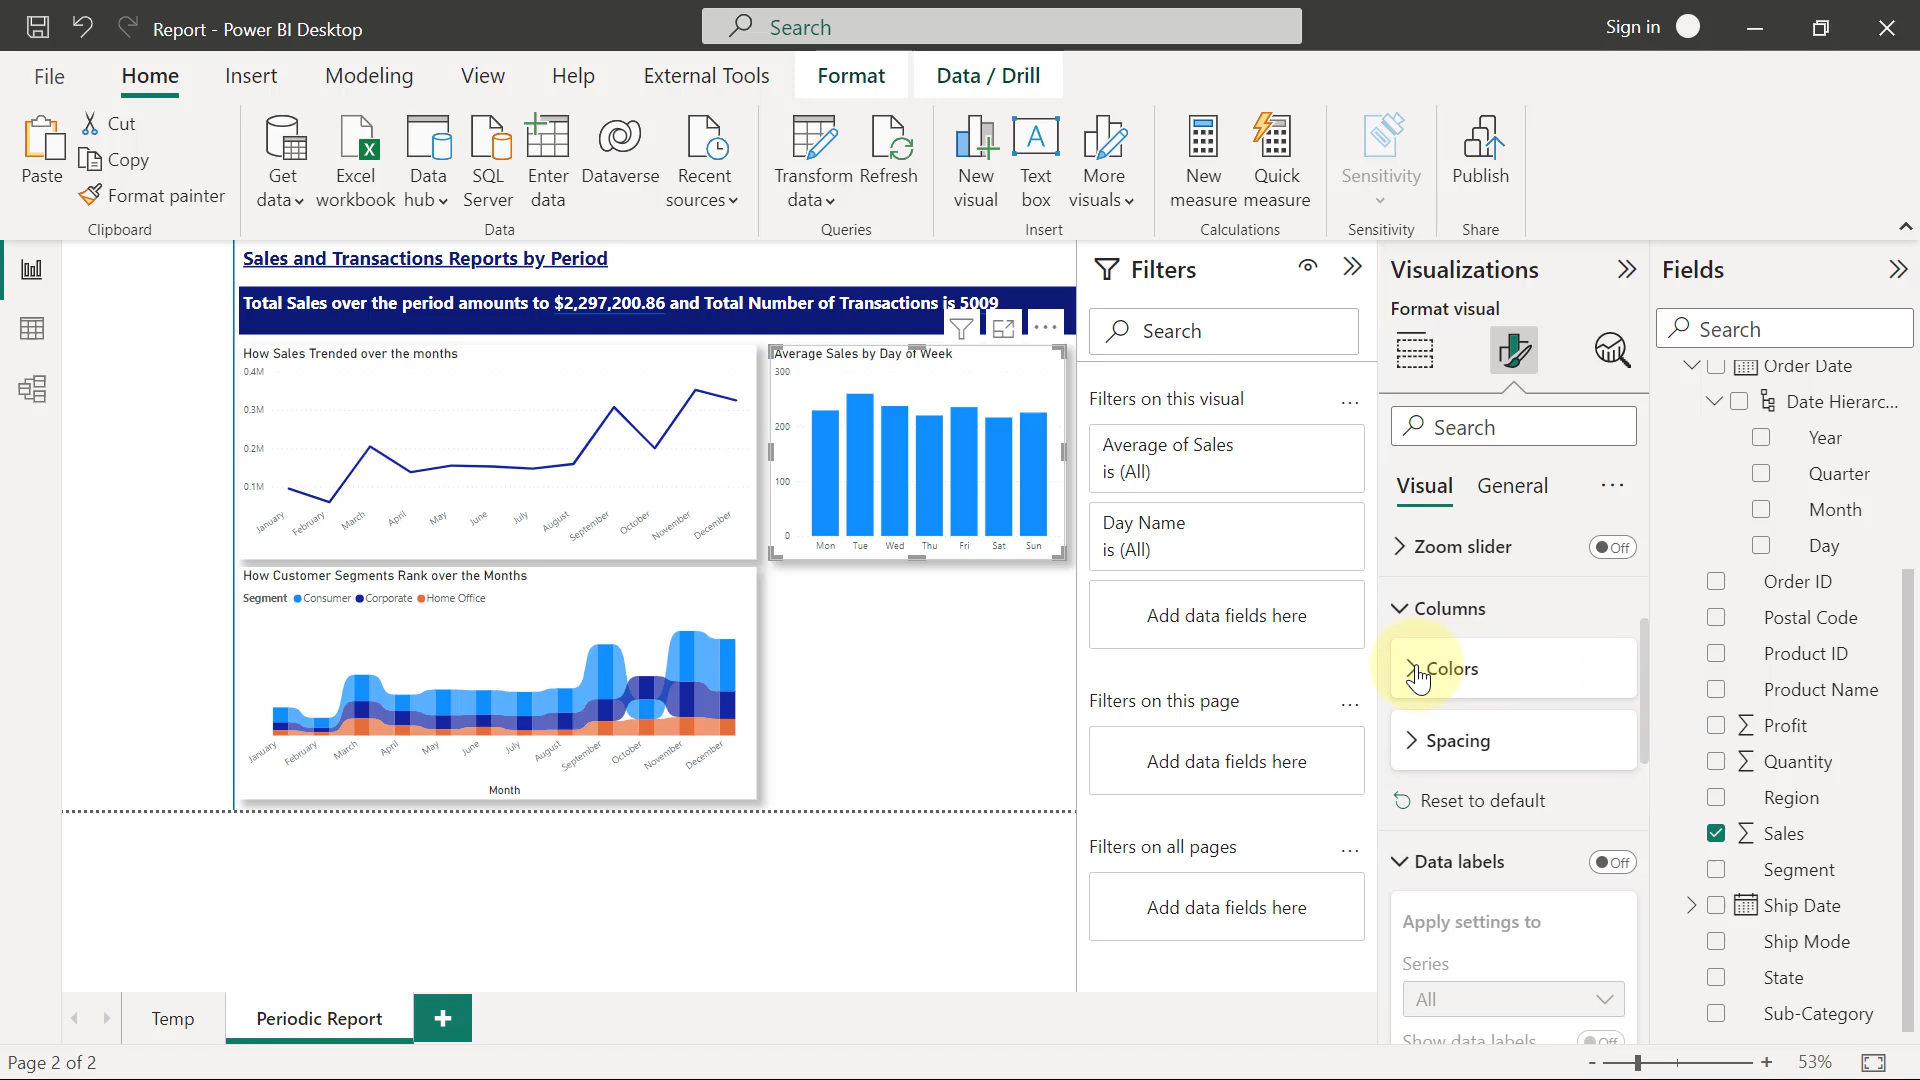 Report - Power BI Desktop
Search
Sign in
File Home Insert Modeling View Help External Tools Format Data / Drill
Paste
Cut
Copy
Format painter
Clipboard
Get data
Excel workbook
Data hub
SQL Server
Enter data
Dataverse
Recent sources
Data
Transform data
Refresh
Queries
New visual
Text box
More visuals
Insert
New measure
Quick measure
Calculations
Sensitivity
Sensitivity
Publish
Share
Sales and Transactions Reports by Period
Total Sales over the period amounts to $2,297,200.86 and Total Number of Transactions is 5009
How Sales Trended over the months
0.4M
0.3M
0.2M
0.1M
January February March April May June July August September October November December
Average Sales by Day of Week
300
200
100
0
Mon Tue Wed Thu Fri Sat Sun
How Customer Segments Rank over the Months
Segment Consumer Corporate Home Office
January February March April May June July August September October November December
Month
Filters
Search
Filters on this visual
...
Average of Sales
is (All)
Day Name
is (All)
Add data fields here
Filters on this page
...
Add data fields here
Filters on all pages
...
Add data fields here
Visualizations
Format visual
Search
Visual General
...
Zoom slider Off
Columns
Colors
Spacing
Reset to default
Data labels Off
Apply settings to
Series
All
Show data labels Off
Fields
Search
Order Date
Date Hierarc...
Year
Quarter
Month
Day
Order ID
Postal Code
Product ID
Product Name
Profit
Quantity
Region
Sales
Segment
Ship Date
Ship Mode
State
Sub-Category
Temp Periodic Report +
Page 2 of 2
- + 53%